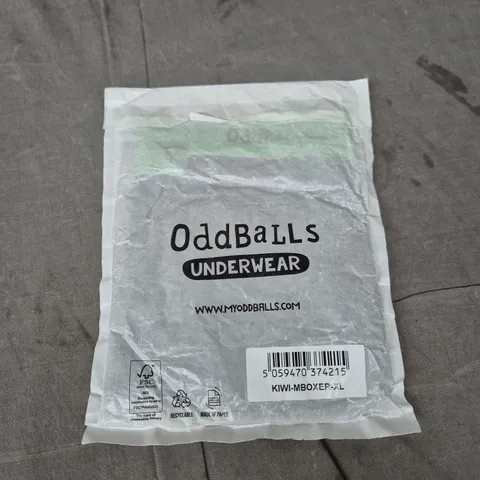 OddBaLLs
UNDERWEAR
WWW.MYODDBALLS.COM
5 059470 374215
KIWI-MBOXER-XL
FSC
RECYCLABLE
MADE OF PAPER